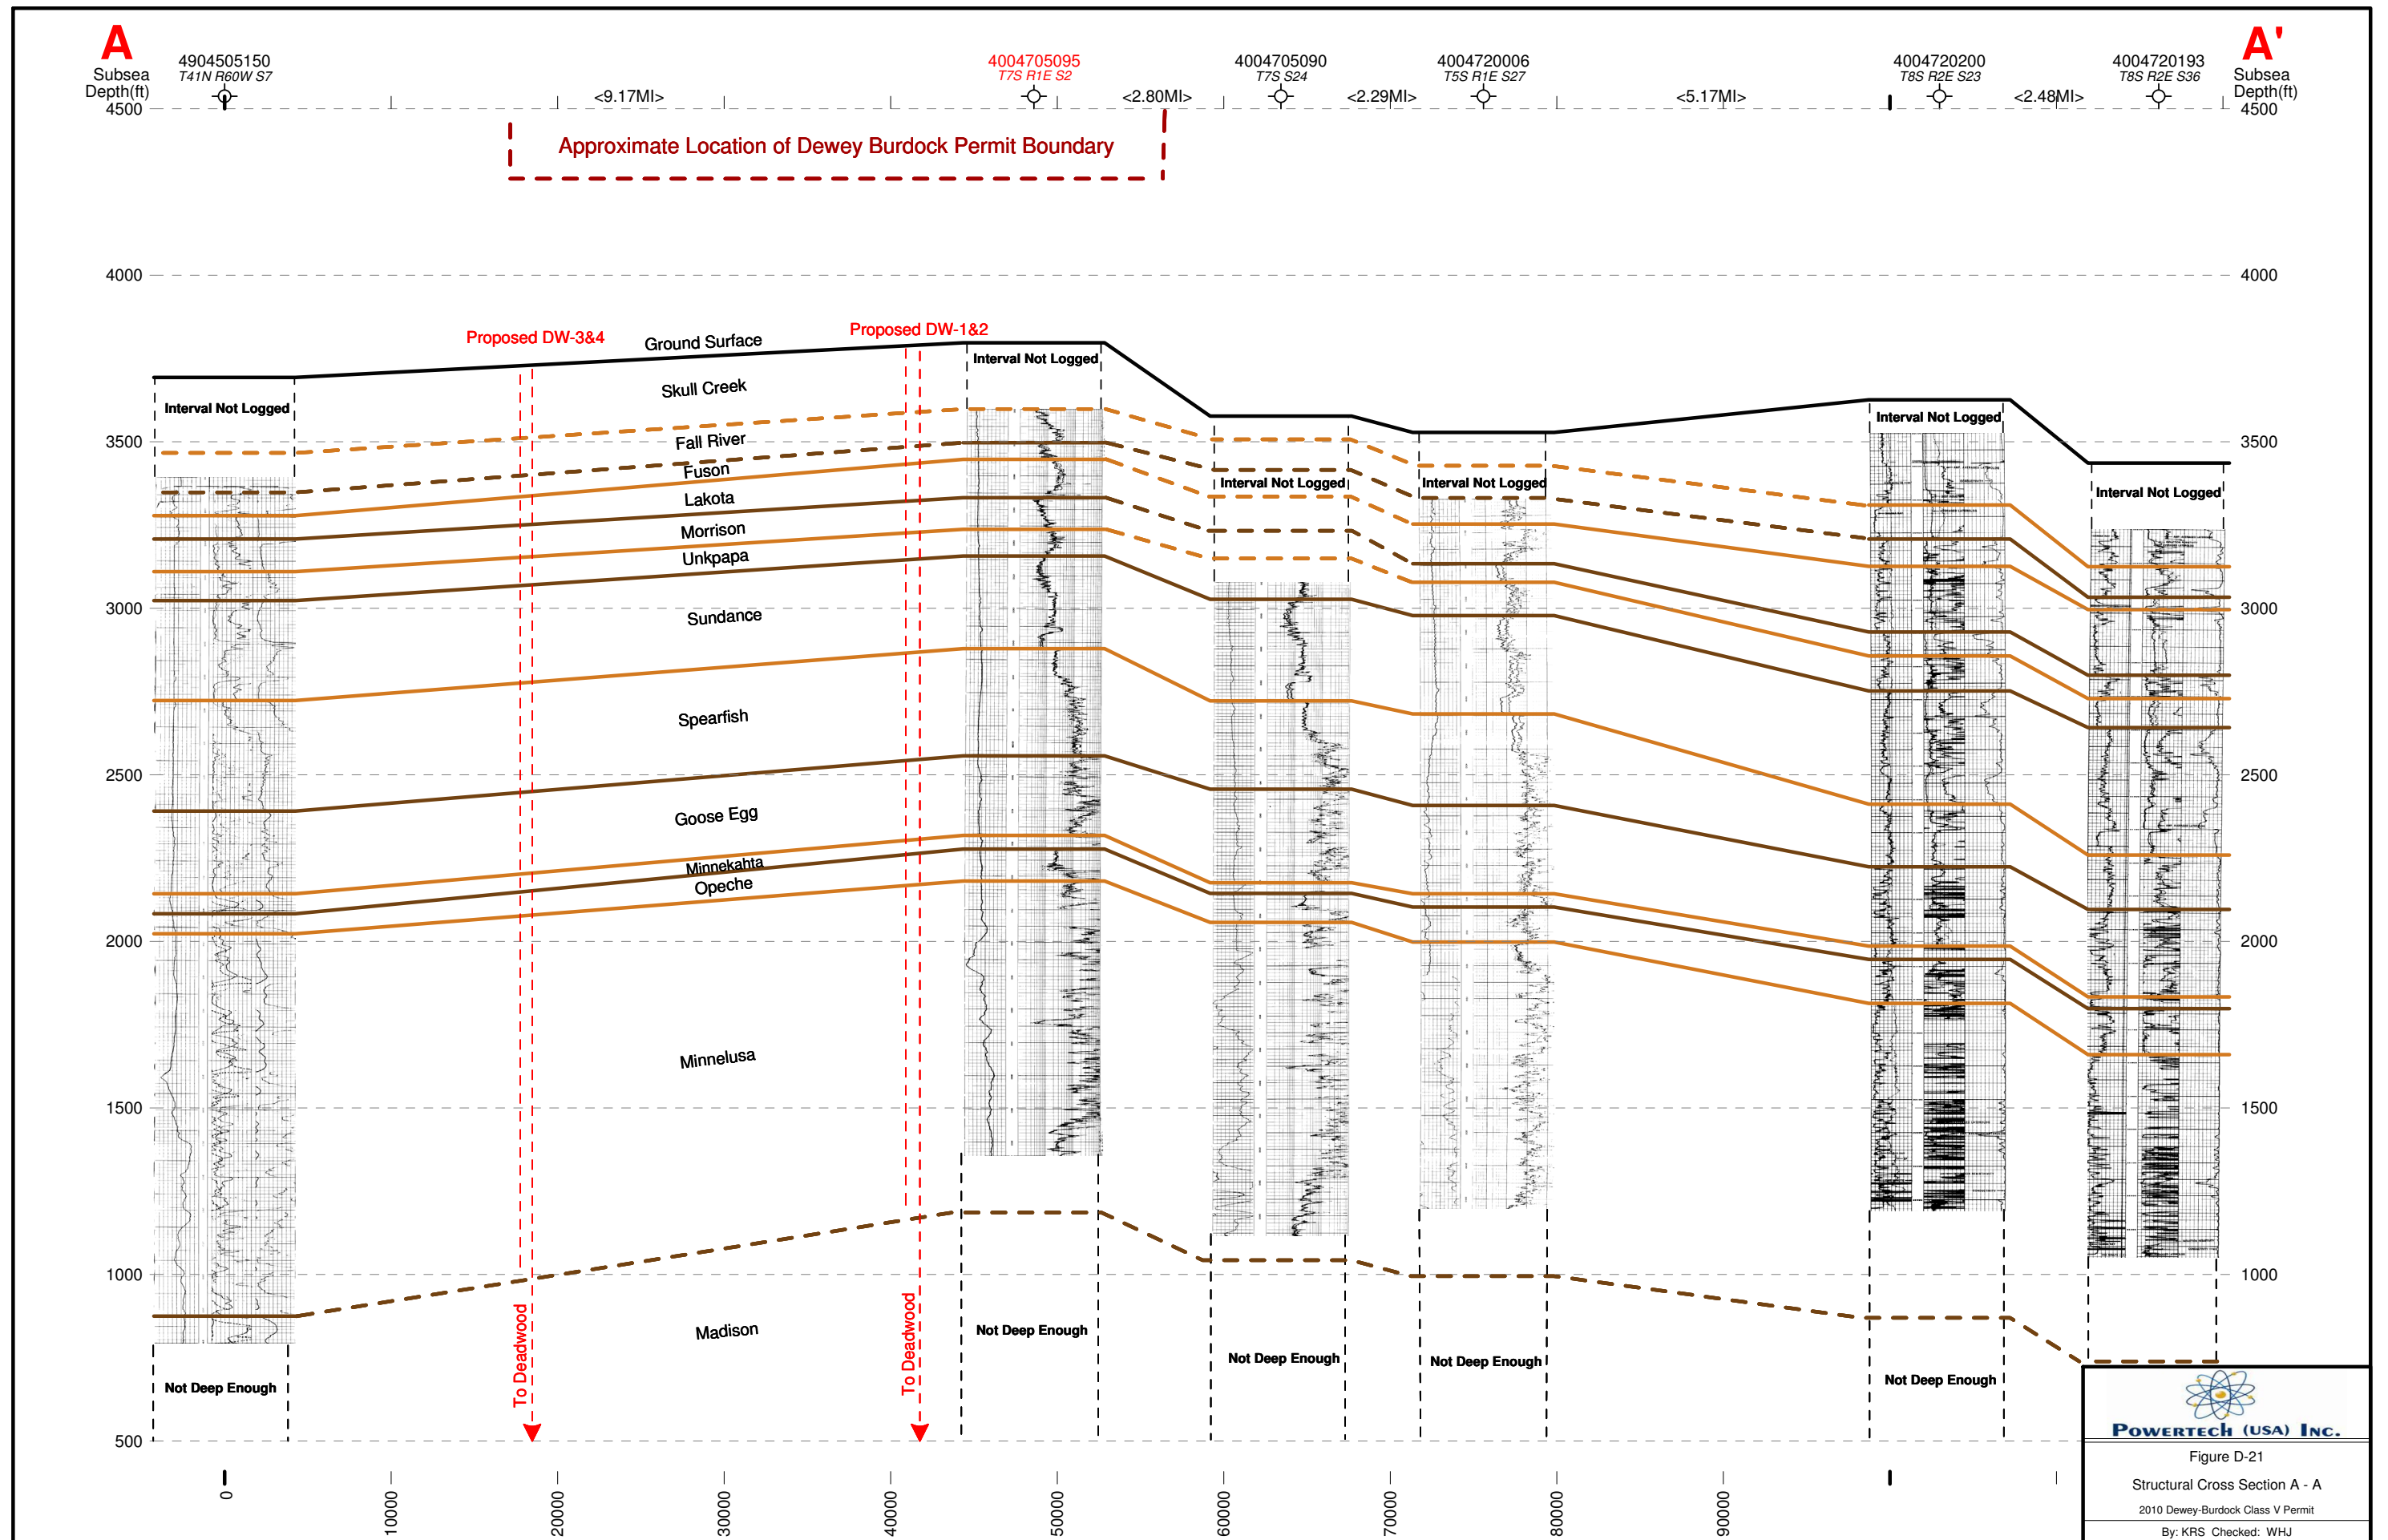 A
A'
4904505150
T41N R60W S7
4004705095
T7S R1E S2
4004705090
T7S S24
4004720006
T5S R1E S27
4004720200
T8S R2E S23
4004720193
T8S R2E S36
Subsea
Depth(ft)
Subsea
Depth(ft)
<9.17MI>
<2.80MI>
<2.29MI>
<5.17MI>
<2.48MI>
4500
4500
Approximate Location of Dewey Burdock Permit Boundary
4000
4000
Proposed DW-3&4
Proposed DW-1&2
Ground Surface
Interval Not Logged
Skull Creek
Interval Not Logged
Interval Not Logged
3500
Fall River
3500
Fuson
Interval Not Logged
Interval Not Logged
Interval Not Logged
Lakota
Morrison
Unkpapa
3000
Sundance
3000
Spearfish
2500
2500
Goose Egg
Minnekahta
Opeche
2000
2000
1500
Minnelusa
1500
1000
1000
To Deadwood
To Deadwood
Madison
Not Deep Enough
Not Deep Enough
Not Deep Enough
Not Deep Enough
Not Deep Enough
500
POWERTECH (USA) INC.
Figure D-21
Structural Cross Section A - A
2010 Dewey-Burdock Class V Permit
By: KRS Checked: WHJ
0
10000
20000
30000
40000
50000
60000
70000
80000
90000